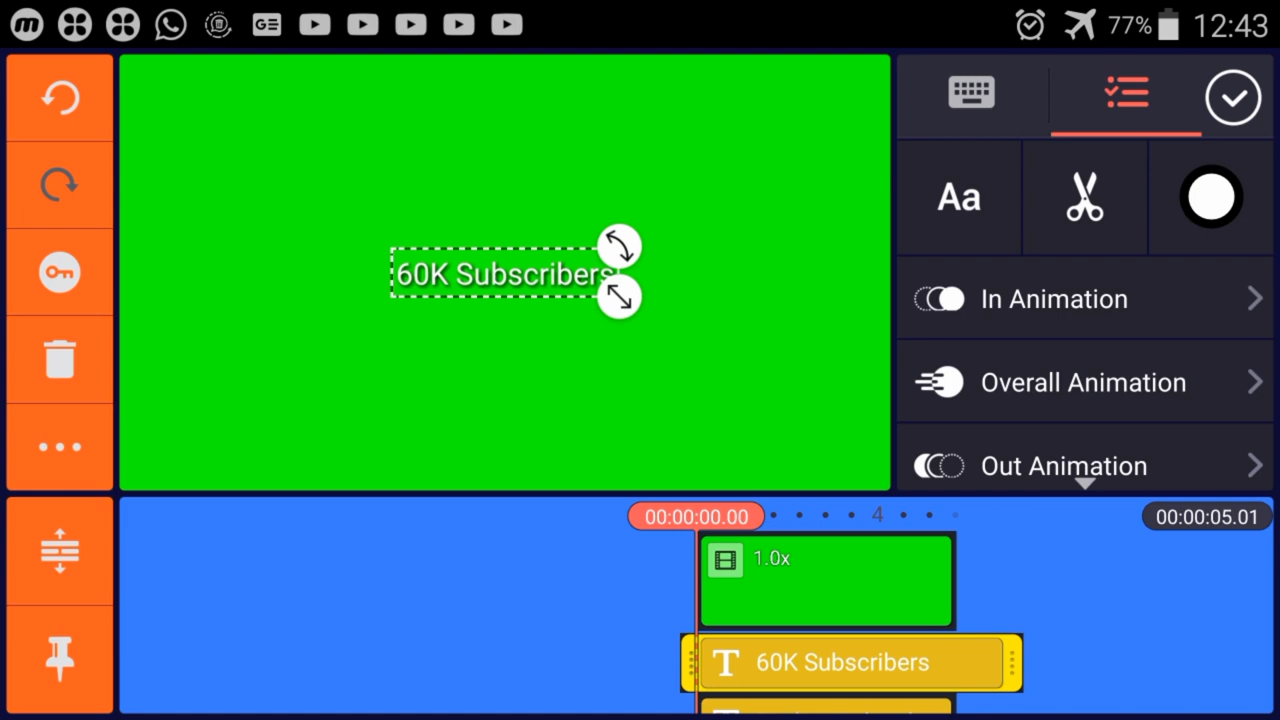 GE
77%
12:43
60K Subscribers
Aa
In Animation
Overall Animation
Out Animation
00:00:00.00
4
00:00:05.01
1.0x
T
60K Subscribers